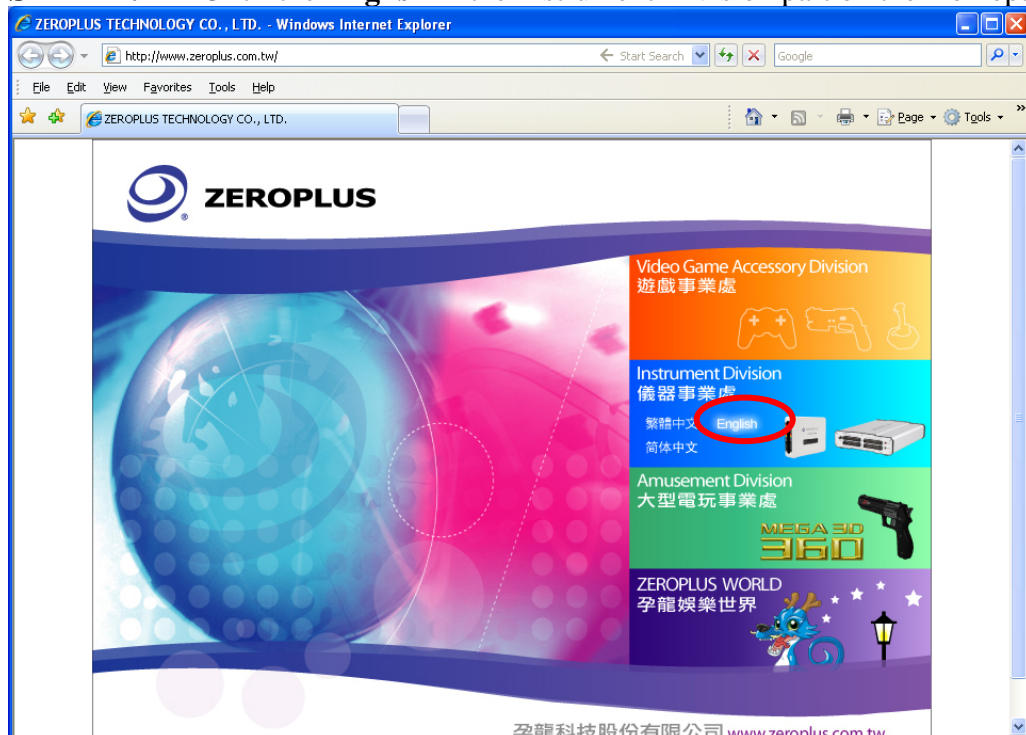 ZEROPLUS TECHNOLOGY CO., LTD. - Windows Internet Explorer
http://www.zeroplus.com.tw/
Start Search
Google
File Edit View Favorites Tools Help
ZEROPLUS TECHNOLOGY CO., LTD.
Page Tools »
ZEROPLUS
®
Video Game Accessory Division
遊戲事業處
Instrument Division
儀器事業處
繁體中文 English
简体中文
Amusement Division
大型電玩事業處
MEGA 3D
360
ZEROPLUS WORLD
孕龍娛樂世界
孕龍科技股份有限公司 www.zeroplus.com.tw